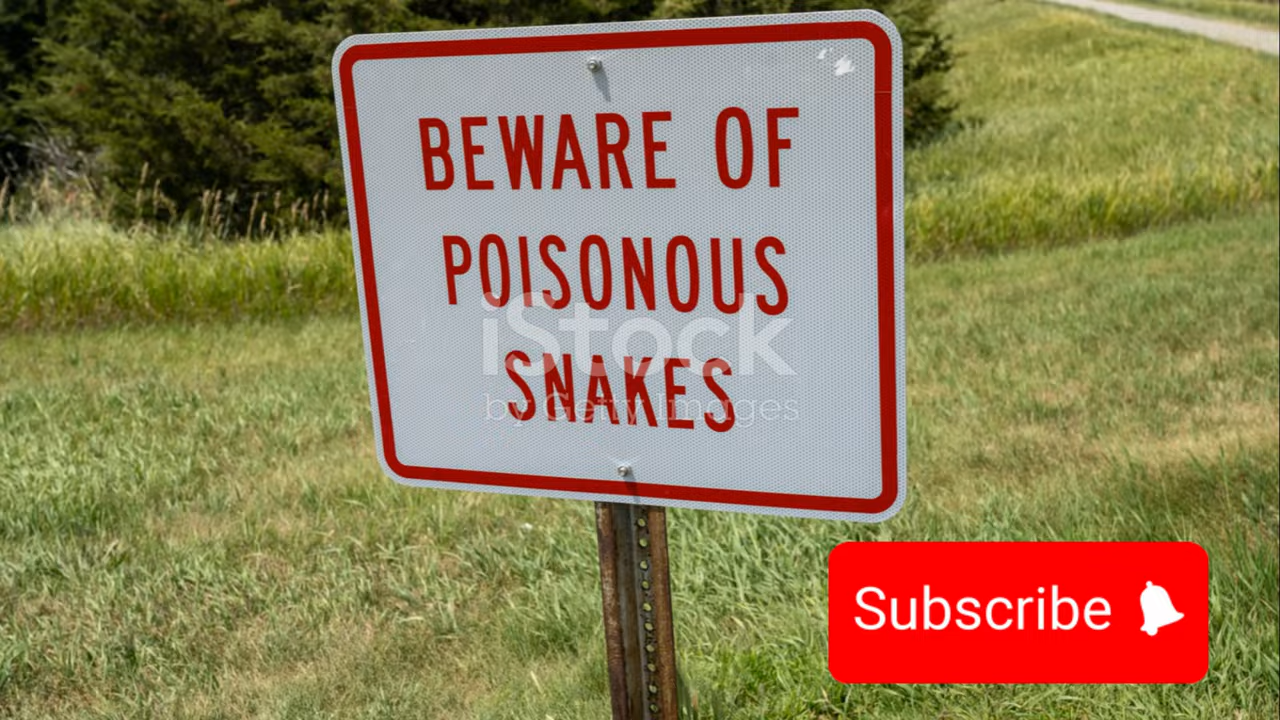 BEWARE OF
POISONOUS
iStock
SNAKES
by Getty Images
Subscribe